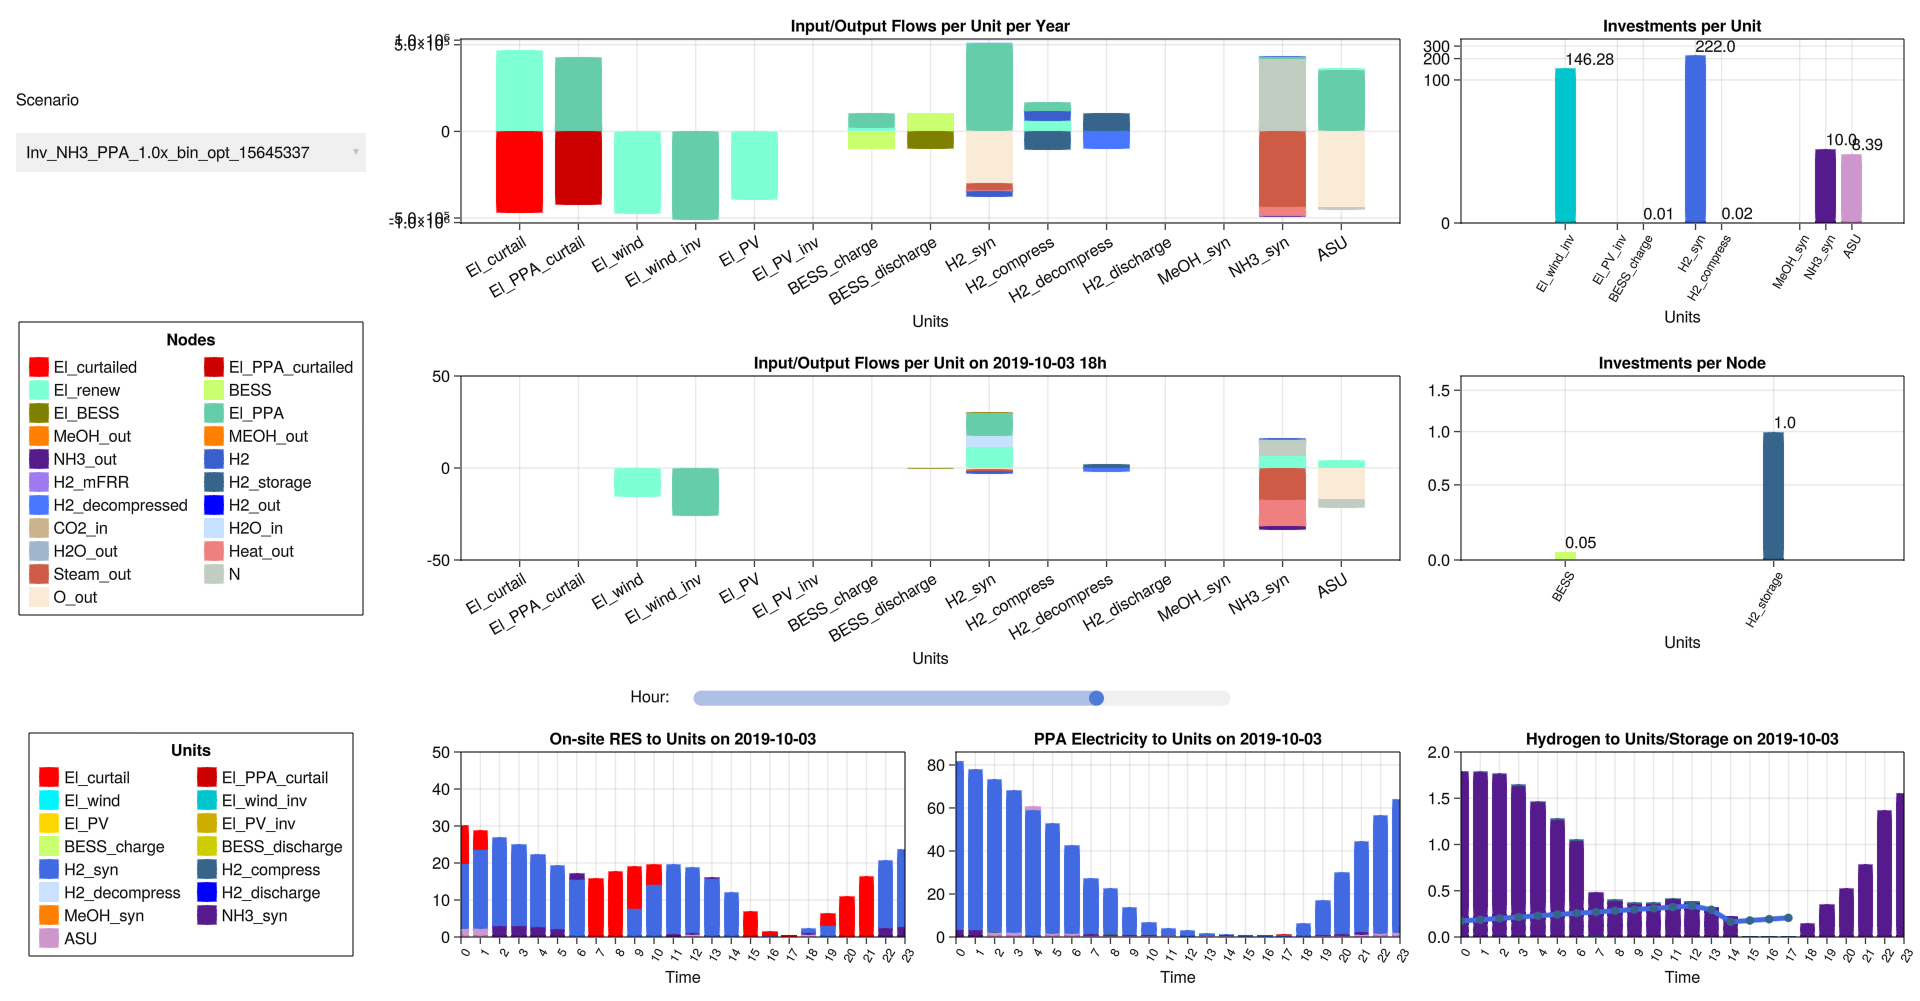 Input/Output Flows per Unit per Year
Investments per Unit
Scenario
Inv_NH3_PPA_1.0x_bin_opt_15645337
0
El_curtail
El_PPA_curtail
El_wind
El_wind_inv
El_PV
El_PV_inv
BESS_charge
BESS_discharge
H2_syn
H2_compress
H2_decompress
H2_discharge
MeOH_syn
NH3_syn
ASU
Units
300
200
100
0
146.28
0.01
222.0
0.02
10.0
8.39
El_wind_inv
El_PV_inv
BESS_charge
H2_syn
H2_compress
MeOH_syn
NH3_syn
ASU
Units
Nodes
El_curtailed
El_PPA_curtailed
El_renew
BESS
El_BESS
El_PPA
MeOH_out
MEOH_out
NH3_out
H2
H2_mFRR
H2_storage
H2_decompressed
H2_out
CO2_in
H2O_in
H2O_out
Heat_out
Steam_out
N
O_out
Input/Output Flows per Unit on 2019-10-03 18h
50
0
-50
El_curtail
El_PPA_curtail
El_wind
El_wind_inv
El_PV
El_PV_inv
BESS_charge
BESS_discharge
H2_syn
H2_compress
H2_decompress
H2_discharge
MeOH_syn
NH3_syn
ASU
Units
Investments per Node
1.5
1.0
0.5
0.0
0.05
1.0
BESS
H2_storage
Units
Hour:
Units
El_curtail
El_PPA_curtail
El_wind
El_wind_inv
El_PV
El_PV_inv
BESS_charge
BESS_discharge
H2_syn
H2_compress
H2_decompress
H2_discharge
MeOH_syn
NH3_syn
ASU
On-site RES to Units on 2019-10-03
50
40
30
20
10
0
0 1 2 3 4 5 6 7 8 9 10 11 12 13 14 15 16 17 18 19 20 21 22 23
Time
PPA Electricity to Units on 2019-10-03
80
60
40
20
0
0 1 2 3 4 5 6 7 8 9 10 11 12 13 14 15 16 17 18 19 20 21 22 23
Time
Hydrogen to Units/Storage on 2019-10-03
2.0
1.5
1.0
0.5
0.0
0 1 2 3 4 5 6 7 8 9 10 11 12 13 14 15 16 17 18 19 20 21 22 23
Time